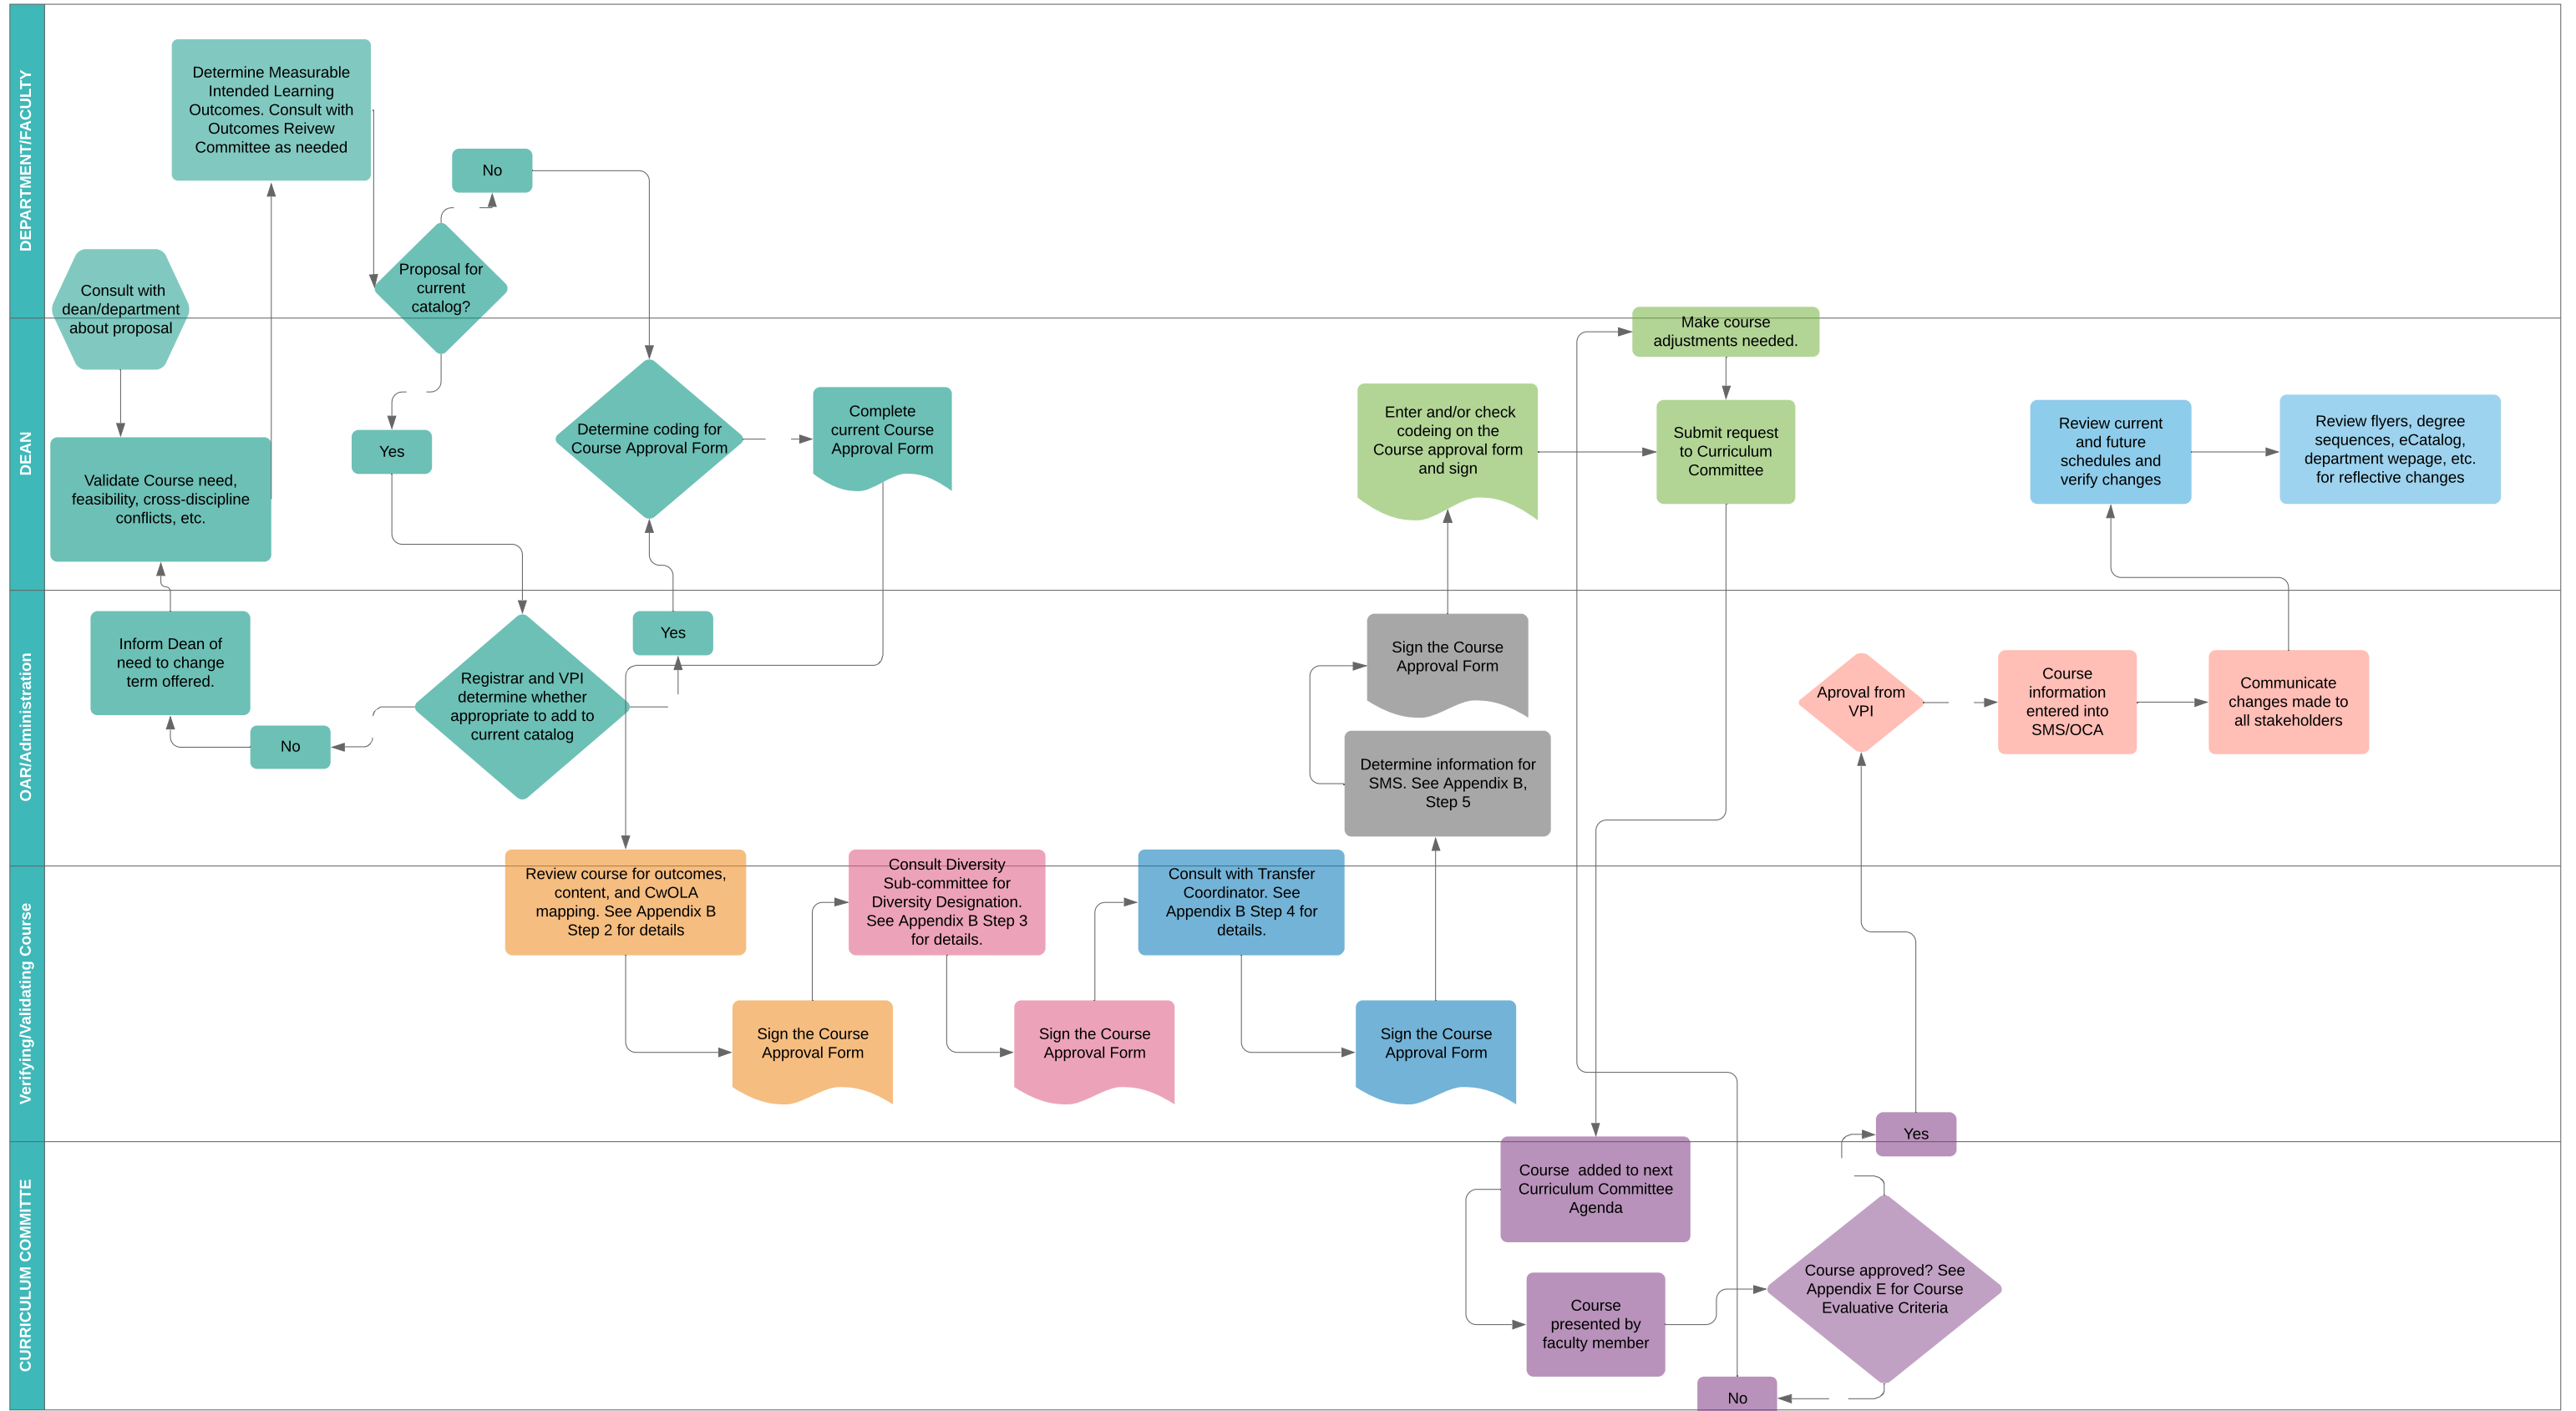 DEPARTMENT/FACULTY
Determine Measurable
Intended Learning
Outcomes. Consult with
Outcomes Reivew
Committee as needed
No
Proposal for
current
catalog?
Consult with
dean/department
about proposal
DEAN
Make course
adjustments needed.
Validate Course need,
feasibility, cross-discipline
conflicts, etc.
Yes
Determine coding for
Course Approval Form
Complete
current Course
Approval Form
Enter and/or check
codeing on the
Course approval form
and sign
Submit request
to Curriculum
Committee
Review current
and future
schedules and
verify changes
Review flyers, degree
sequences, eCatalog,
department wepage, etc.
for reflective changes
OAR/Administration
Inform Dean of
need to change
term offered.
No
Registrar and VPI
determine whether
appropriate to add to
current catalog
Yes
Sign the Course
Approval Form
Determine information for
SMS. See Appendix B,
Step 5
Aproval from
VPI
Course
information
entered into
SMS/OCA
Communicate
changes made to
all stakeholders
Verifying/Validating Course
Review course for outcomes,
content, and CwOLA
mapping. See Appendix B
Step 2 for details
Consult Diversity
Sub-committee for
Diversity Designation.
See Appendix B Step 3
for details.
Consult with Transfer
Coordinator. See
Appendix B Step 4 for
details.
Sign the Course
Approval Form
Sign the Course
Approval Form
Sign the Course
Approval Form
Yes
CURRICULUM COMMITTE
Course  added to next
Curriculum Committee
Agenda
Course
presented by
faculty member
Course approved? See
Appendix E for Course
Evaluative Criteria
No